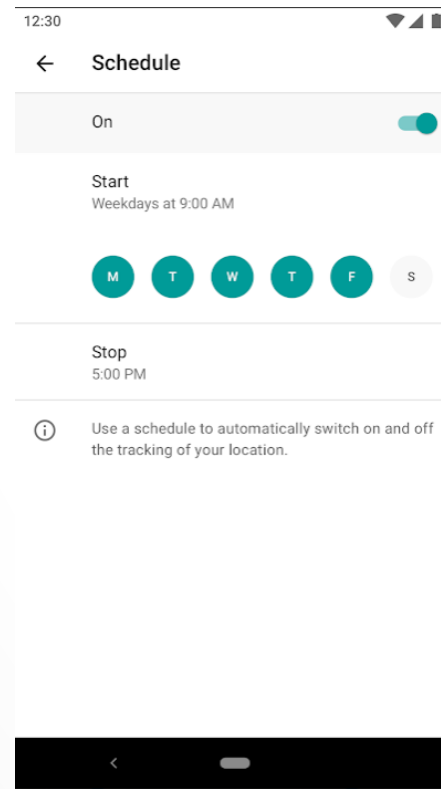 12:30
Schedule
On
Start
Weekdays at 9:00 AM
M T W T F S
Stop
5:00 PM
Use a schedule to automatically switch on and off
the tracking of your location.